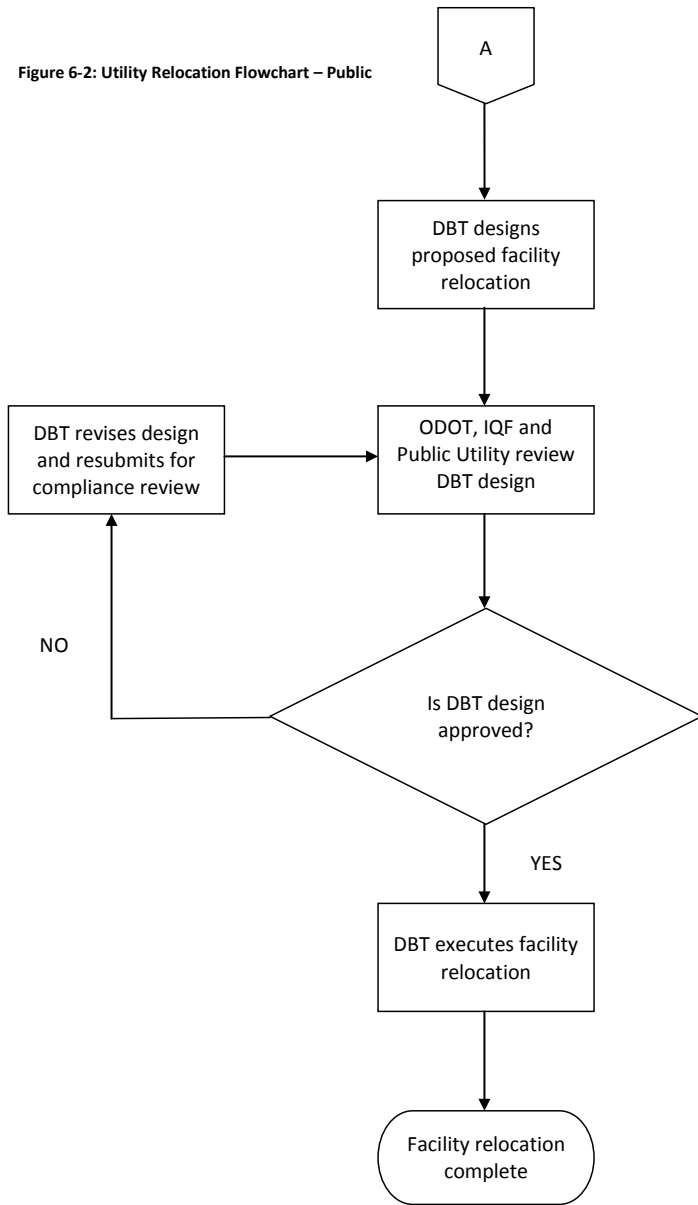 Figure 6-2: Utility Relocation Flowchart – Public
A
DBT designs
proposed facility
relocation
DBT revises design
and resubmits for
compliance review
ODOT, IQF and
Public Utility review
DBT design
NO
Is DBT design
approved?
YES
DBT executes facility
relocation
Facility relocation
complete